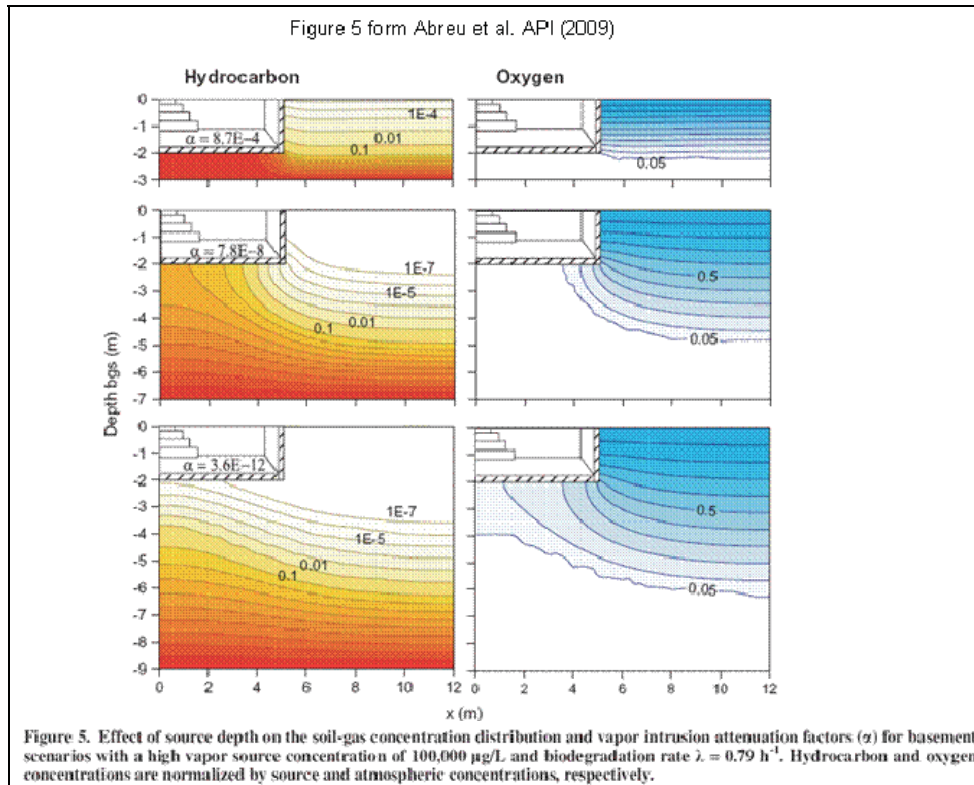 Figure 5 form Abreu et al. API (2009)
Hydrocarbon
Oxygen
0
-1
-2
-3
α = 8.7E-4
1E-4
0.01
0.1
0.05
0
-1
-2
-3
-4
-5
-6
-7
α = 7.8E-8
1E-7
1E-5
0.01
0.1
0.5
0.05
Depth bgs (m)
0
-1
-2
-3
-4
-5
-6
-7
-8
-9
α = 3.6E-12
1E-7
1E-5
0.01
0.1
0.5
0.05
0 2 4 6 8 10 12
0 2 4 6 8 10 12
x (m)
Figure 5. Effect of source depth on the soil-gas concentration distribution and vapor intrusion attenuation factors (α) for basement
scenarios with a high vapor source concentration of 100,000 µg/L and biodegradation rate λ = 0.79 h⁻¹. Hydrocarbon and oxygen
concentrations are normalized by source and atmospheric concentrations, respectively.